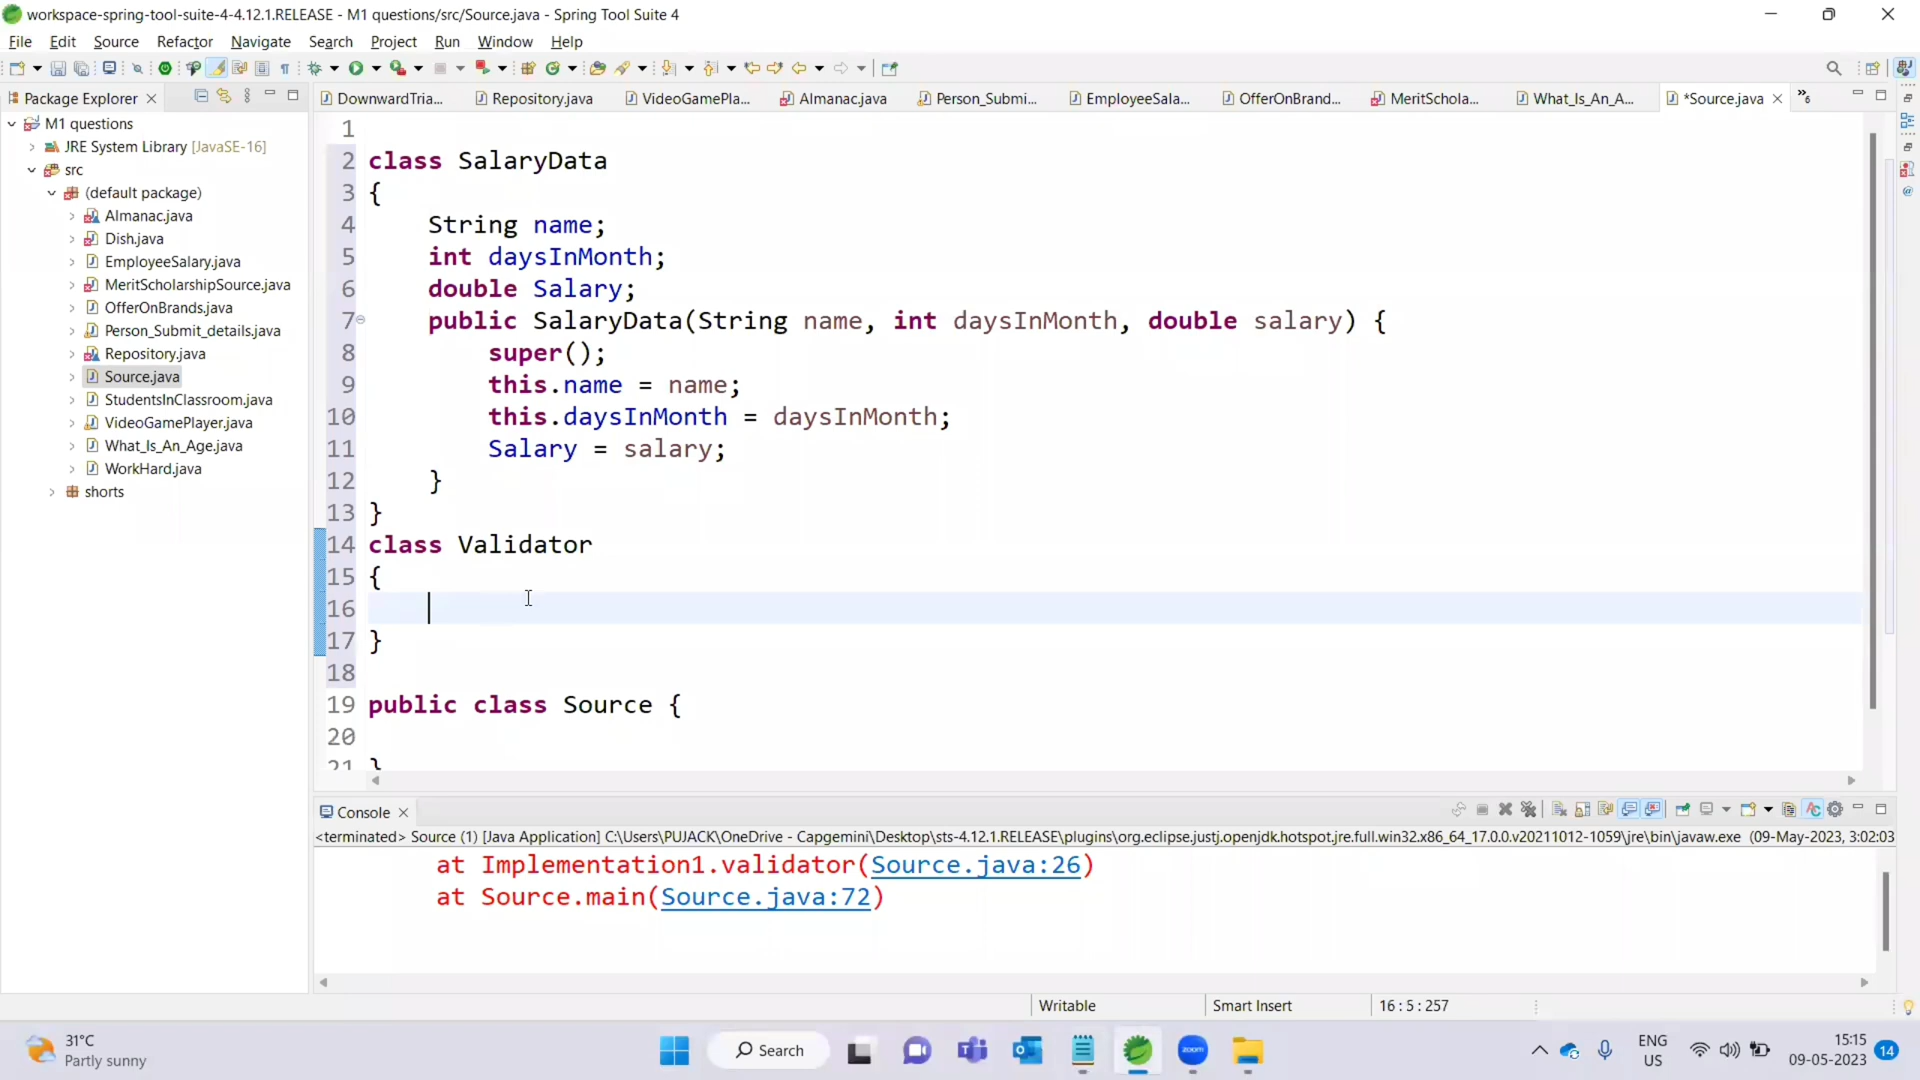 workspace-spring-tool-suite-4-4.12.1.RELEASE - M1 questions/src/Source.java - Spring Tool Suite 4
File Edit Source Refactor Navigate Search Project Run Window Help
Package Explorer
DownwardTria... Repository.java VideoGamePla... Almanac.java Person_Submi... EmployeeSala... OfferOnBrand... MeritSchola... What_Is_An_A... *Source.java 6
M1 questions
JRE System Library [JavaSE-16]
src
(default package)
Almanac.java
Dish.java
EmployeeSalary.java
MeritScholarshipSource.java
OfferOnBrands.java
Person_Submit_details.java
Repository.java
Source.java
StudentsInClassroom.java
VideoGamePlayer.java
What_Is_An_Age.java
WorkHard.java
shorts
1
2 class SalaryData
3 {
4 String name;
5 int daysInMonth;
6 double Salary;
7 public SalaryData(String name, int daysInMonth, double salary) {
8 super();
9 this.name = name;
10 this.daysInMonth = daysInMonth;
11 Salary = salary;
12 }
13 }
14 class Validator
15 {
16
17 }
18
19 public class Source {
20
21 }
Console
<terminated> Source (1) [Java Application] C:\Users\PUJACK\OneDrive - Capgemini\Desktop\sts-4.12.1.RELEASE\plugins\org.eclipse.justj.openjdk.hotspot.jre.full.win32.x86_64_17.0.0.v20211012-1059\jre\bin\javaw.exe (09-May-2023, 3:02:03
at Implementation1.validator(Source.java:26)
at Source.main(Source.java:72)
Writable Smart Insert 16 : 5 : 257
31°C
Partly sunny
Search
zoom
ENG
US
15:15
09-05-2023
14